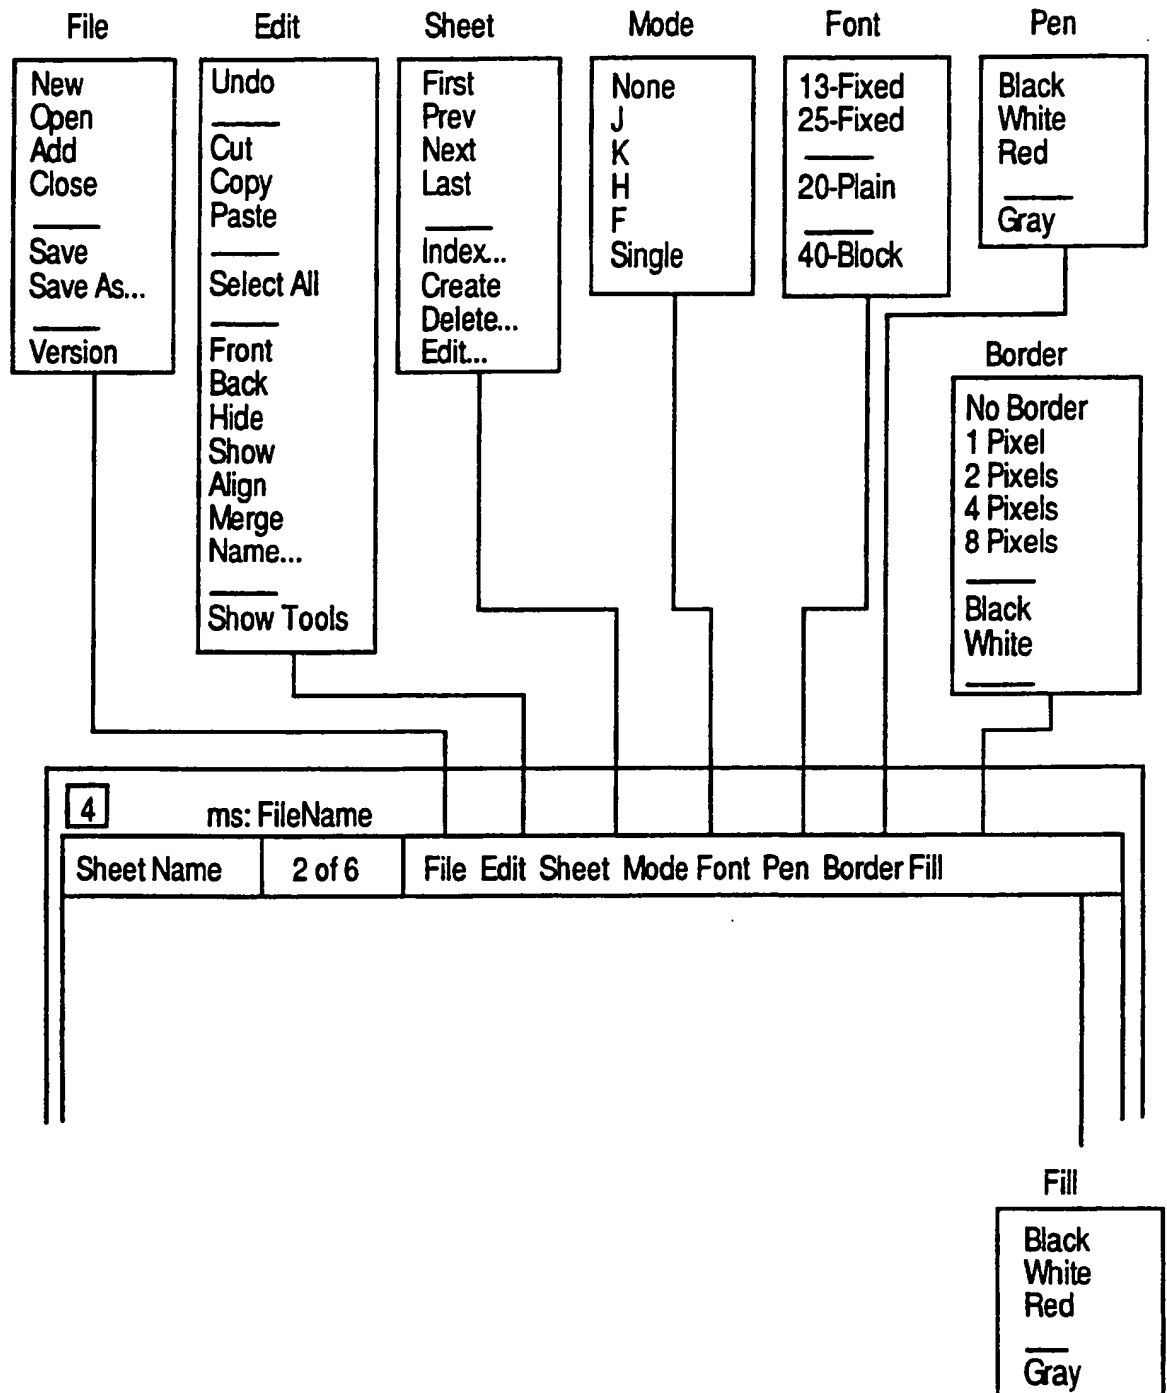 File
New
Open
Add
Close
Save
Save As...
Version
Edit
Undo
Cut
Copy
Paste
Select All
Front
Back
Hide
Show
Align
Merge
Name...
Show Tools
Sheet
First
Prev
Next
Last
Index...
Create
Delete...
Edit...
Mode
None
J
K
H
F
Single
Font
13-Fixed
25-Fixed
20-Plain
40-Block
Pen
Black
White
Red
Gray
Border
No Border
1 Pixel
2 Pixels
4 Pixels
8 Pixels
Black
White
4
ms: FileName
Sheet Name 2 of 6 File Edit Sheet Mode Font Pen Border Fill
Fill
Black
White
Red
Gray